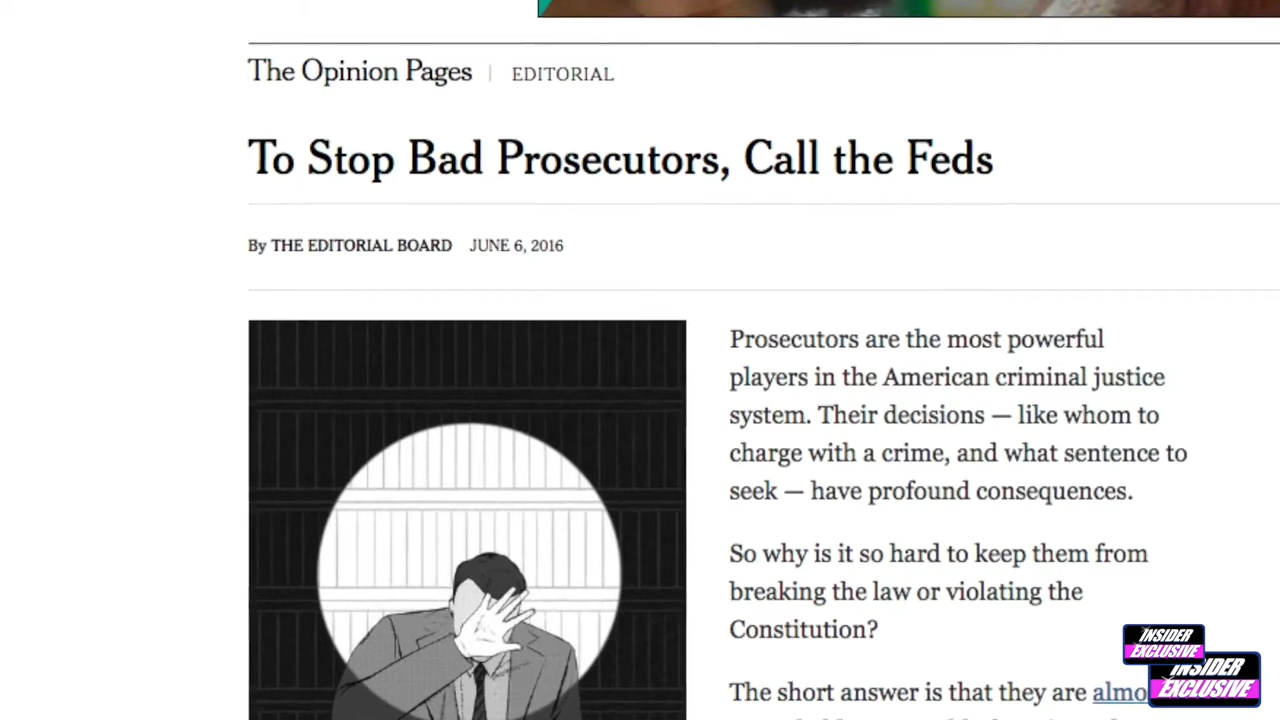 The Opinion Pages | EDITORIAL
To Stop Bad Prosecutors, Call the Feds
By THE EDITORIAL BOARD JUNE 6, 2016
Prosecutors are the most powerful
players in the American criminal justice
system. Their decisions — like whom to
charge with a crime, and what sentence to
seek — have profound consequences.
So why is it so hard to keep them from
breaking the law or violating the
Constitution?
The short answer is that they are
INSIDER
EXCLUSIVE
INSIDER
EXCLUSIVE